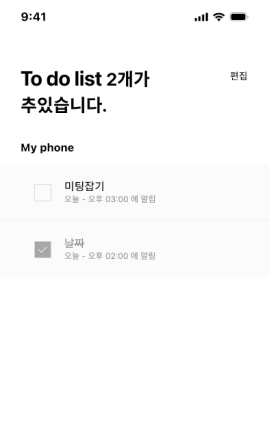 9:41
To do list 2개가
추있습니다.
편집
My phone
미팅잡기
오늘 - 오후 03:00 에 알림
날짜
오늘 - 오후 02:00 에 알림